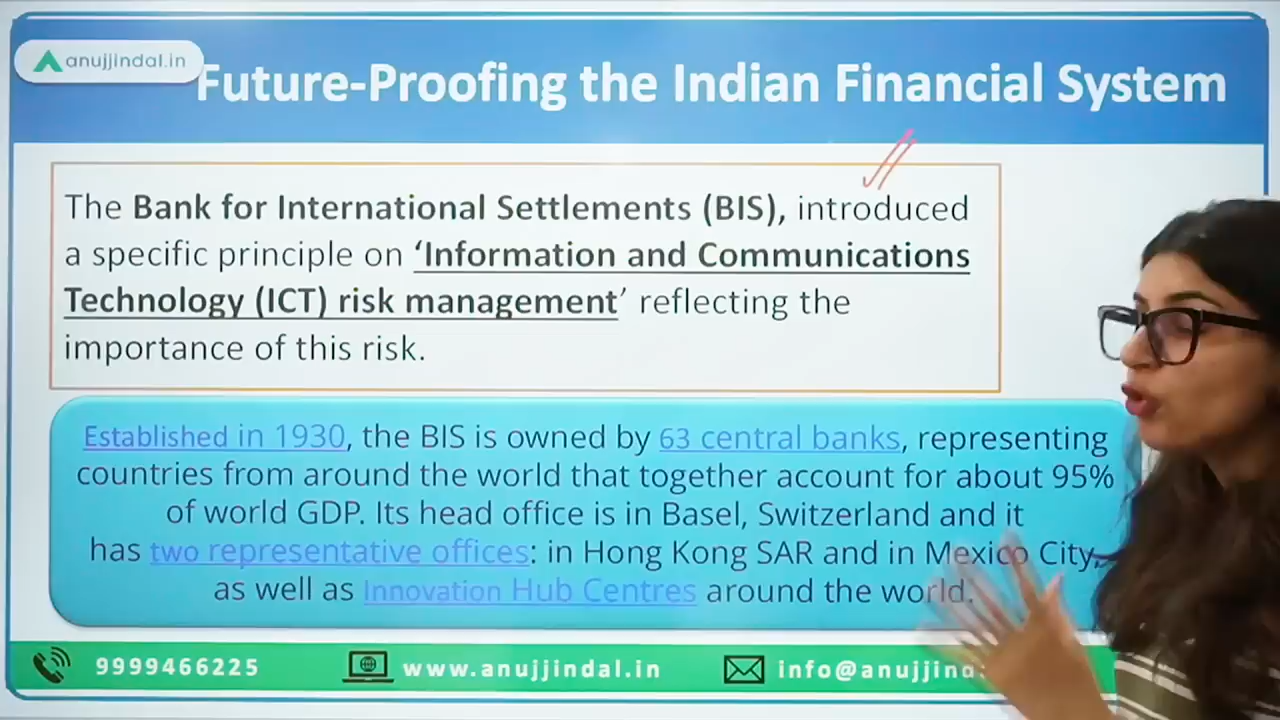 anujjindal.in
Future-Proofing the Indian Financial System
The Bank for International Settlements (BIS), introduced
a specific principle on ‘Information and Communications
Technology (ICT) risk management’ reflecting the
importance of this risk.
Established in 1930, the BIS is owned by 63 central banks, representing
countries from around the world that together account for about 95%
of world GDP. Its head office is in Basel, Switzerland and it
has two representative offices: in Hong Kong SAR and in Mexico City,
as well as Innovation Hub Centres around the world.
9999466225
www.anujjindal.in